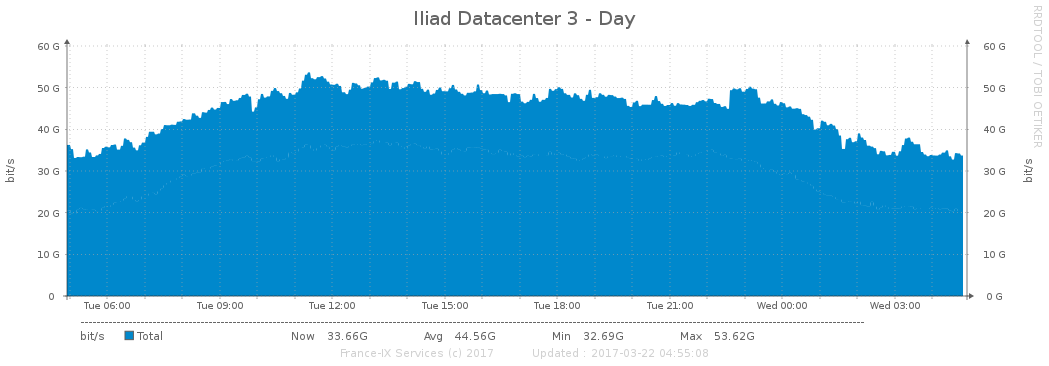 Iliad Datacenter 3 - Day
RRDTOOL / TOBI OETIKER
60 G 60 G
50 G 50 G
40 G 40 G
30 G 30 G
20 G 20 G
10 G 10 G
0 0 G
bit/s bit/s
Tue 06:00 Tue 09:00 Tue 12:00 Tue 15:00 Tue 18:00 Tue 21:00 Wed 00:00 Wed 03:00
bit/s Total Now 33.66G Avg 44.56G Min 32.69G Max 53.62G
France-IX Services (c) 2017 Updated : 2017-03-22 04:55:08